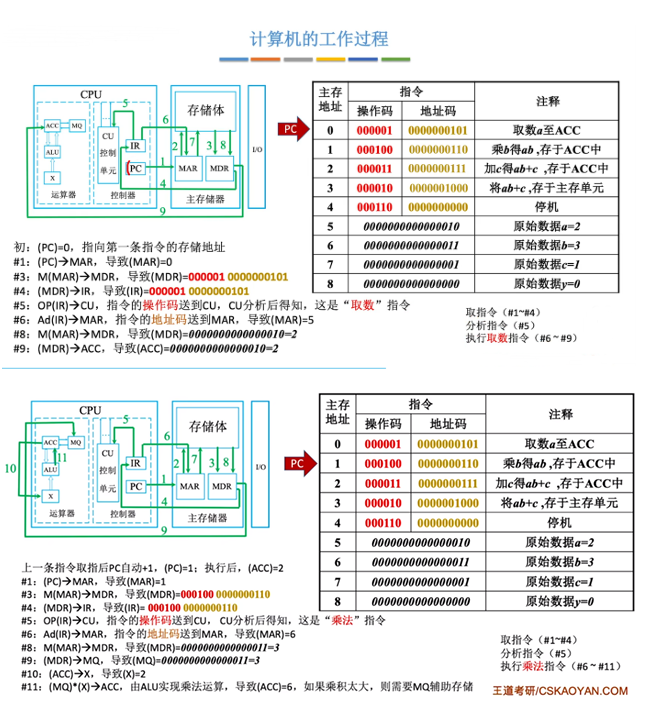 计算机的工作过程
CPU
ACC
MQ
ALU
X
运算器
CU
控制
单元
IR
PC
控制器
存储体
MAR
MDR
主存储器
I/O
5
6
2
7
3
8
1
4
9
PC
主存地址 指令 注释
操作码 地址码
0 000001 0000000101 取数a至ACC
1 000100 0000000110 乘b得ab ,存于ACC中
2 000011 0000000111 加c得ab+c ,存于ACC中
3 000010 0000001000 将ab+c ,存于主存单元
4 000110 0000000000 停机
5 0000000000000010 原始数据a=2
6 0000000000000011 原始数据b=3
7 0000000000000001 原始数据c=1
8 0000000000000000 原始数据y=0
初：(PC)=0，指向第一条指令的存储地址
#1：(PC)→MAR，导致(MAR)=0
#3：M(MAR)→MDR，导致(MDR)=000001 0000000101
#4：(MDR)→IR，导致(IR)=000001 0000000101
#5：OP(IR)→CU，指令的操作码送到CU，CU分析后得知，这是“取数”指令
#6：Ad(IR)→MAR，指令的地址码送到MAR，导致(MAR)=5
#8：M(MAR)→MDR，导致(MDR)=0000000000000010=2
#9：(MDR)→ACC，导致(ACC)=0000000000000010=2
取指令（#1~#4）
分析指令（#5）
执行取数指令（#6 ~ #9）
CPU
ACC
MQ
ALU
X
运算器
CU
控制
单元
IR
PC
控制器
存储体
MAR
MDR
主存储器
I/O
5
6
10
11
2
7
3
8
1
4
9
PC
主存地址 指令 注释
操作码 地址码
0 000001 0000000101 取数a至ACC
1 000100 0000000110 乘b得ab ,存于ACC中
2 000011 0000000111 加c得ab+c ,存于ACC中
3 000010 0000001000 将ab+c ,存于主存单元
4 000110 0000000000 停机
5 0000000000000010 原始数据a=2
6 0000000000000011 原始数据b=3
7 0000000000000001 原始数据c=1
8 0000000000000000 原始数据y=0
上一条指令取指后PC自动+1，(PC)=1；执行后，(ACC)=2
#1：(PC)→MAR，导致(MAR)=1
#3：M(MAR)→MDR，导致(MDR)=000100 0000000110
#4：(MDR)→IR，导致(IR)= 000100 0000000110
#5：OP(IR)→CU，指令的操作码送到CU，CU分析后得知，这是“乘法”指令
#6：Ad(IR)→MAR，指令的地址码送到MAR，导致(MAR)=6
#8：M(MAR)→MDR，导致(MDR)=0000000000000011=3
#9：(MDR)→MQ，导致(MQ)=0000000000000011=3
#10：(ACC)→X，导致(X)=2
#11：(MQ)*(X)→ACC，由ALU实现乘法运算，导致(ACC)=6，如果乘积太大，则需要MQ辅助存储
取指令（#1~#4）
分析指令（#5）
执行乘法指令（#6 ~ #11）
王道考研/CSKAOYAN.COM